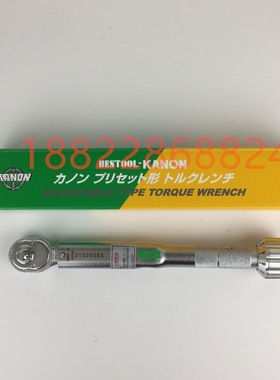 BESTOOL-KANON
KANON
18822868824
カノン プリセット形 トルクレンチ
ADJUSTABLE TYPE TORQUE WRENCH